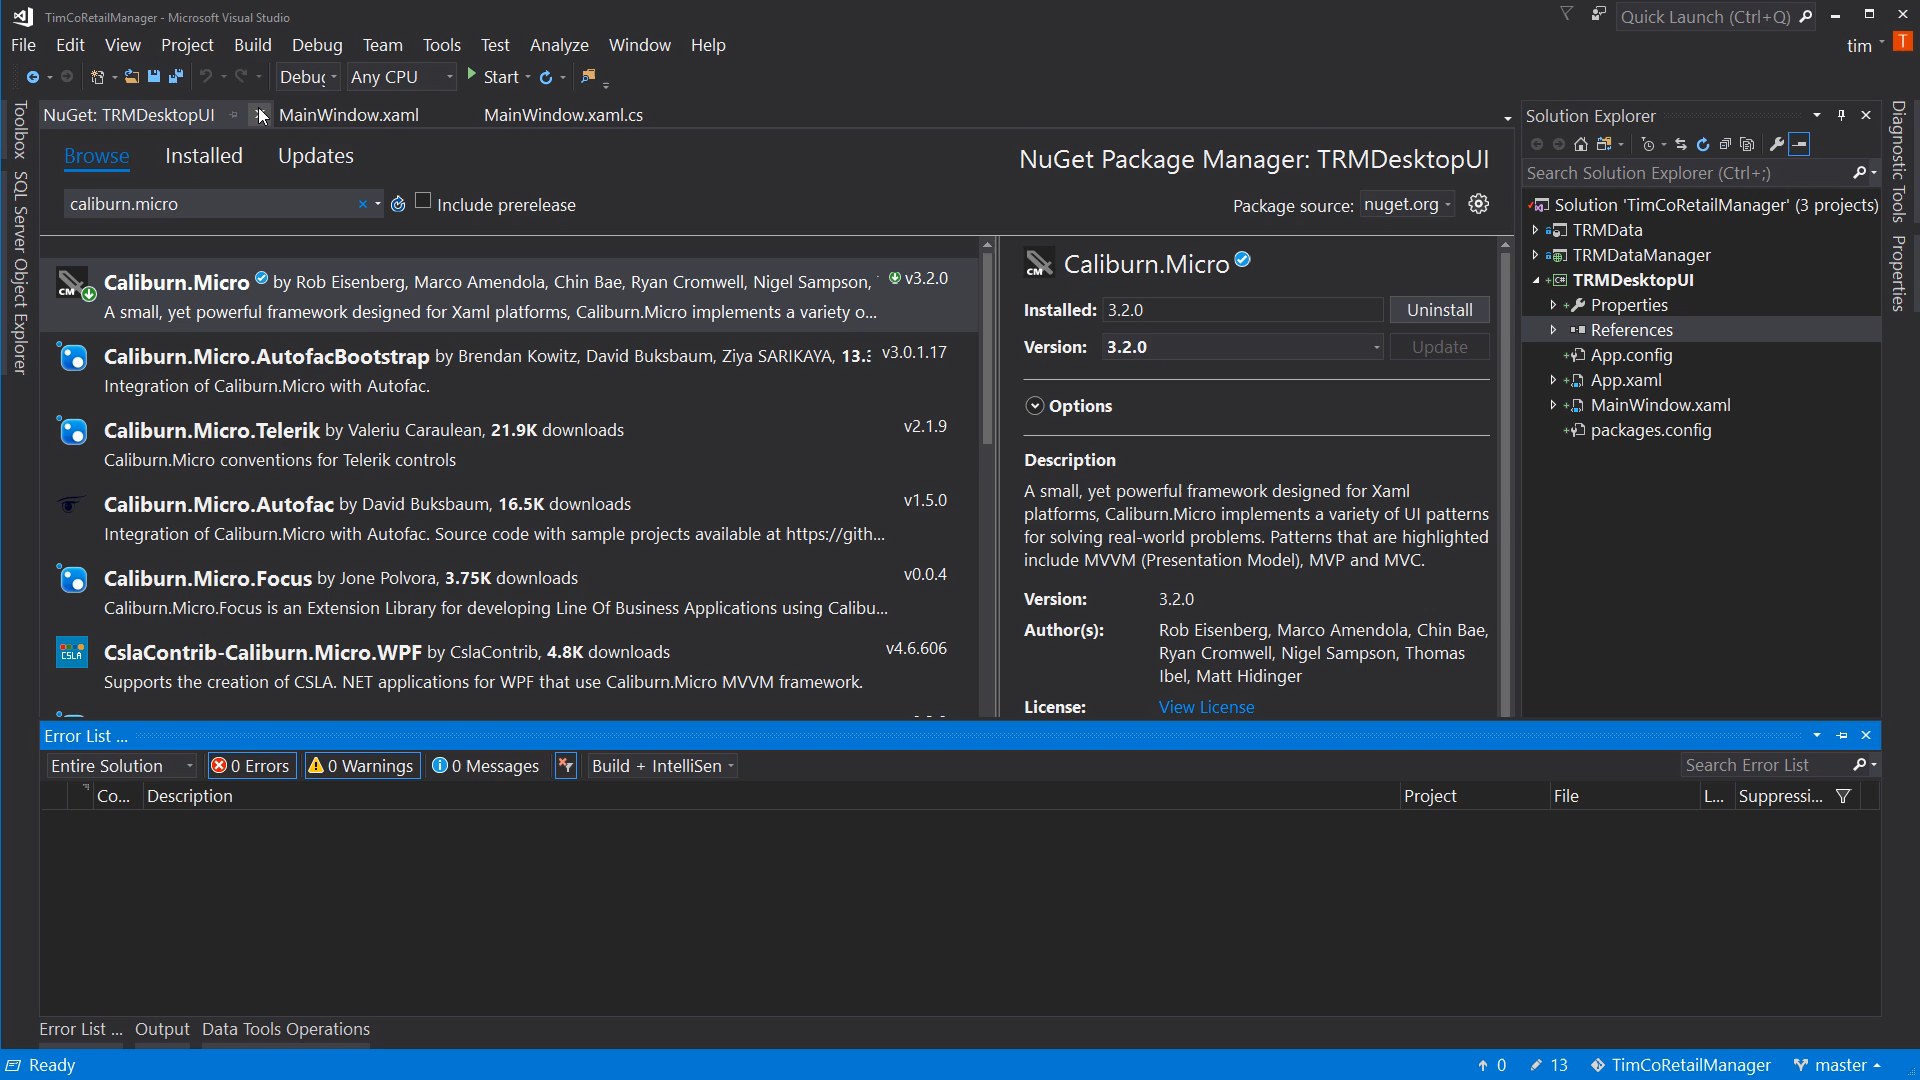 TimCoRetailManager - Microsoft Visual Studio
Quick Launch (Ctrl+Q)
File Edit View Project Build Debug Team Tools Test Analyze Window Help
tim T
Debug Any CPU Start
NuGet: TRMDesktopUI MainWindow.xaml MainWindow.xaml.cs
Toolbox
SQL Server Object Explorer
Browse Installed Updates
NuGet Package Manager: TRMDesktopUI
caliburn.micro
Include prerelease
Package source: nuget.org
Caliburn.Micro by Rob Eisenberg, Marco Amendola, Chin Bae, Ryan Cromwell, Nigel Sampson, v3.2.0
A small, yet powerful framework designed for Xaml platforms, Caliburn.Micro implements a variety o...
Caliburn.Micro.AutofacBootstrap by Brendan Kowitz, David Buksbaum, Ziya SARIKAYA, v3.0.1.17
Integration of Caliburn.Micro with Autofac.
Caliburn.Micro.Telerik by Valeriu Caraulean, 21.9K downloads v2.1.9
Caliburn.Micro conventions for Telerik controls
Caliburn.Micro.Autofac by David Buksbaum, 16.5K downloads v1.5.0
Integration of Caliburn.Micro with Autofac. Source code with sample projects available at https://gith...
Caliburn.Micro.Focus by Jone Polvora, 3.75K downloads v0.0.4
Caliburn.Micro.Focus is an Extension Library for developing Line Of Business Applications using Calibu...
CSLA
CslaContrib-Caliburn.Micro.WPF by CslaContrib, 4.8K downloads v4.6.606
Supports the creation of CSLA. NET applications for WPF that use Caliburn.Micro MVVM framework.
CM
Caliburn.Micro
Installed: 3.2.0 Uninstall
Version: 3.2.0 Update
Options
Description
A small, yet powerful framework designed for Xaml
platforms, Caliburn.Micro implements a variety of UI patterns
for solving real-world problems. Patterns that are highlighted
include MVVM (Presentation Model), MVP and MVC.
Version: 3.2.0
Author(s): Rob Eisenberg, Marco Amendola, Chin Bae,
Ryan Cromwell, Nigel Sampson, Thomas
Ibel, Matt Hidinger
License: View License
Solution Explorer
Search Solution Explorer (Ctrl+;)
Solution 'TimCoRetailManager' (3 projects)
TRMData
TRMDataManager
TRMDesktopUI
Properties
References
App.config
App.xaml
MainWindow.xaml
packages.config
Diagnostic Tools
Properties
Error List ...
Entire Solution 0 Errors 0 Warnings 0 Messages Build + IntelliSen Search Error List
Co... Description Project File L... Suppressi...
Error List ... Output Data Tools Operations
Ready 0 13 TimCoRetailManager master